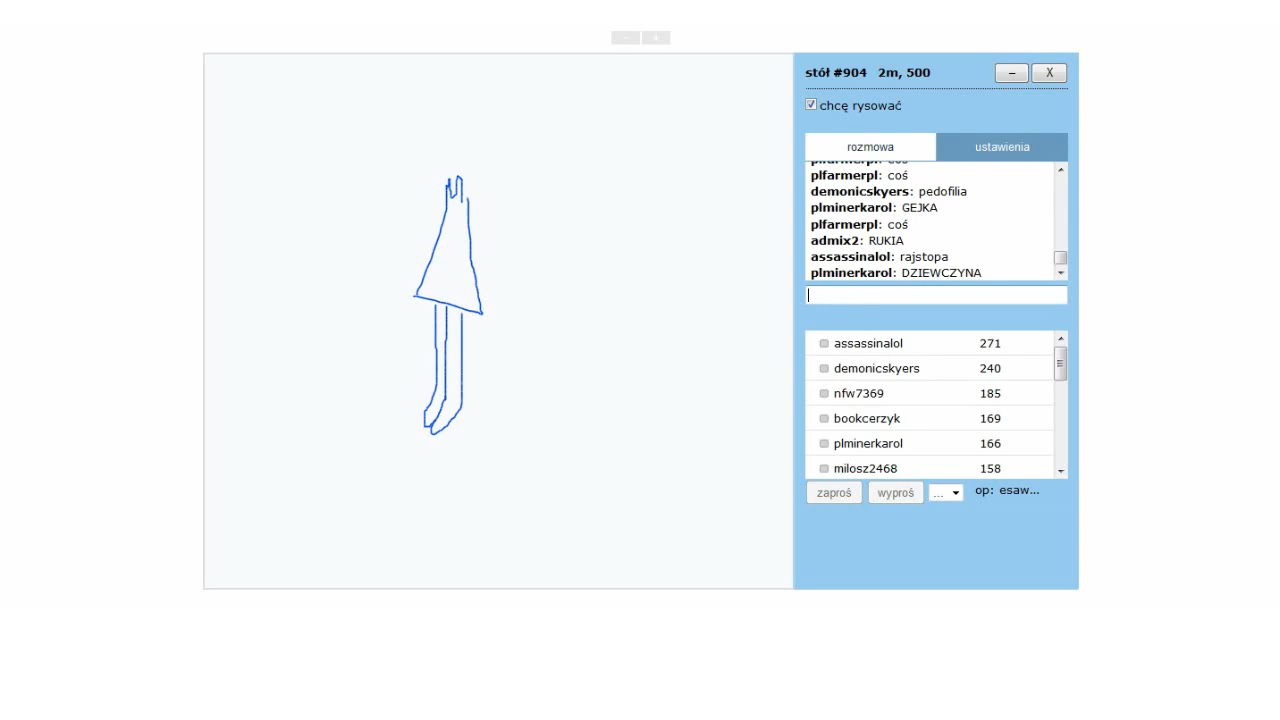 stół #904 2m, 500
– X
chcę rysować
rozmowa ustawienia
plfarmerpl: coś
plfarmerpl: coś
demonicskyers: pedofilia
plminerkarol: GEJKA
plfarmerpl: coś
admix2: RUKIA
assassinalol: rajstopa
plminerkarol: DZIEWCZYNA
assassinalol 271
demonicskyers 240
nfw7369 185
bookcerzyk 169
plminerkarol 166
milosz2468 158
zaproś wyproś ... op: esaw...